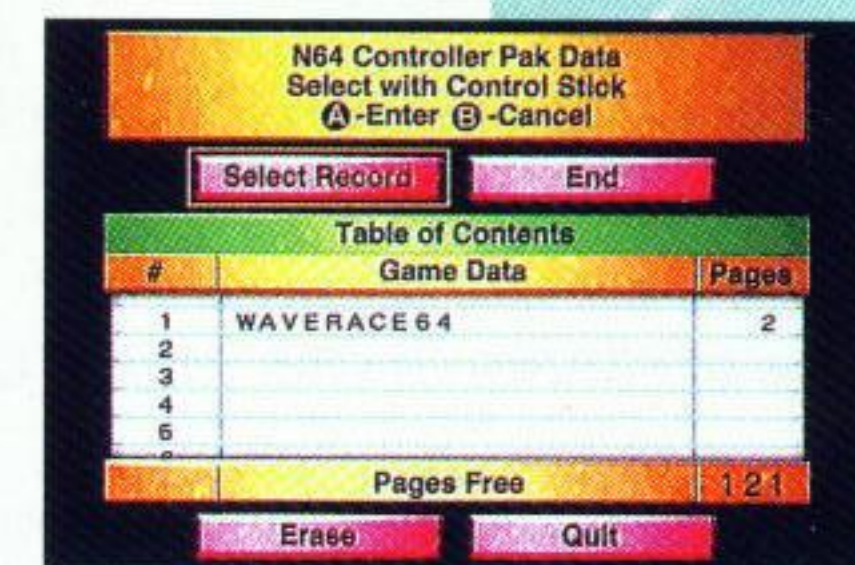 N64 Controller Pak Data
Select with Control Stick
A-Enter B-Cancel
Select Record End
Table of Contents
# Game Data Pages
1 WAVERACE64 2
2
3
4
5
Pages Free 121
Erase Quit